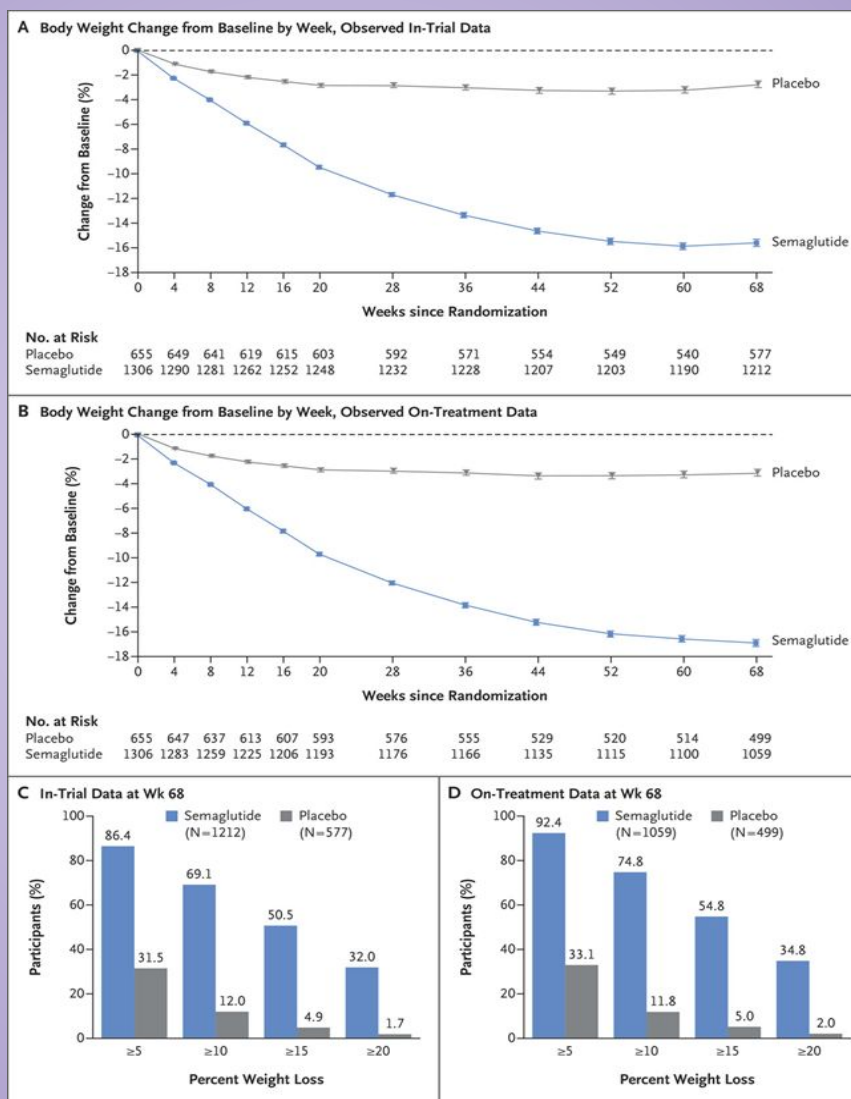 A Body Weight Change from Baseline by Week, Observed In-Trial Data
Change from Baseline (%)
0
−2
−4
−6
−8
−10
−12
−14
−16
−18
Placebo
Semaglutide
0 4 8 12 16 20 28 36 44 52 60 68
Weeks since Randomization
No. at Risk
Placebo 655 649 641 619 615 603 592 571 554 549 540 577
Semaglutide 1306 1290 1281 1262 1252 1248 1232 1228 1207 1203 1190 1212
B Body Weight Change from Baseline by Week, Observed On-Treatment Data
Change from Baseline (%)
0
−2
−4
−6
−8
−10
−12
−14
−16
−18
Placebo
Semaglutide
0 4 8 12 16 20 28 36 44 52 60 68
Weeks since Randomization
No. at Risk
Placebo 655 647 637 613 607 593 576 555 529 520 514 499
Semaglutide 1306 1283 1259 1225 1206 1193 1176 1166 1135 1115 1100 1059
C In-Trial Data at Wk 68
Semaglutide (N=1212)
Placebo (N=577)
Participants (%)
100
80
60
40
20
0
86.4
31.5
69.1
12.0
50.5
4.9
32.0
1.7
≥5 ≥10 ≥15 ≥20
Percent Weight Loss
D On-Treatment Data at Wk 68
Semaglutide (N=1059)
Placebo (N=499)
Participants (%)
100
80
60
40
20
0
92.4
33.1
74.8
11.8
54.8
5.0
34.8
2.0
≥5 ≥10 ≥15 ≥20
Percent Weight Loss